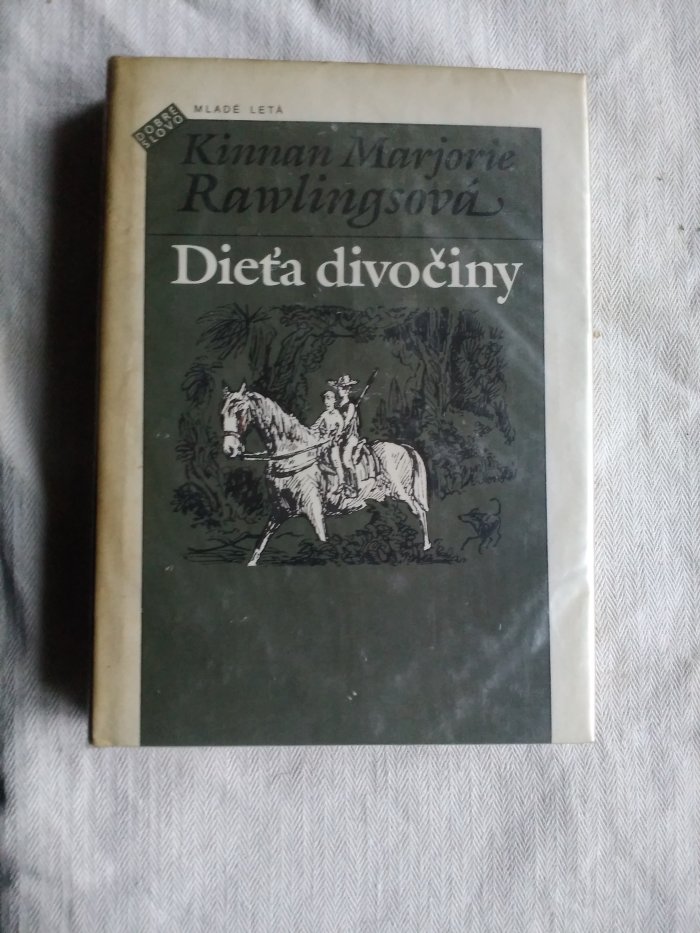 DOBRÉ
SLOVO
MLADÉ LETÁ
Kinnan Marjorie
Rawlingsová
Dieťa divočiny